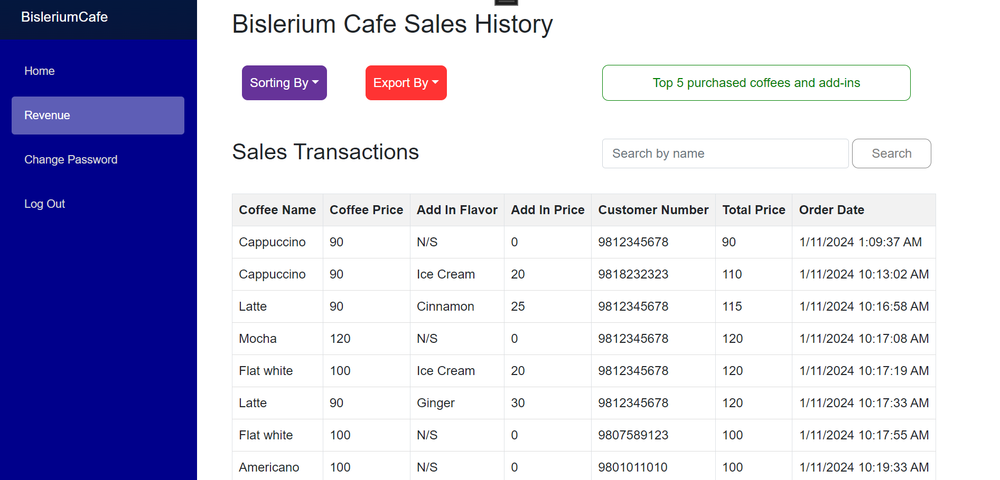 BisleriumCafe
Home
Revenue
Change Password
Log Out
Bislerium Cafe Sales History
Sorting By
Export By
Top 5 purchased coffees and add-ins
Sales Transactions
Search by name
Search
Coffee Name Coffee Price Add In Flavor Add In Price Customer Number Total Price Order Date
Cappuccino 90 N/S 0 9812345678 90 1/11/2024 1:09:37 AM
Cappuccino 90 Ice Cream 20 9818232323 110 1/11/2024 10:13:02 AM
Latte 90 Cinnamon 25 9812345678 115 1/11/2024 10:16:58 AM
Mocha 120 N/S 0 9812345678 120 1/11/2024 10:17:08 AM
Flat white 100 Ice Cream 20 9812345678 120 1/11/2024 10:17:19 AM
Latte 90 Ginger 30 9812345678 120 1/11/2024 10:17:33 AM
Flat white 100 N/S 0 9807589123 100 1/11/2024 10:17:55 AM
Americano 100 N/S 0 9801011010 100 1/11/2024 10:19:33 AM